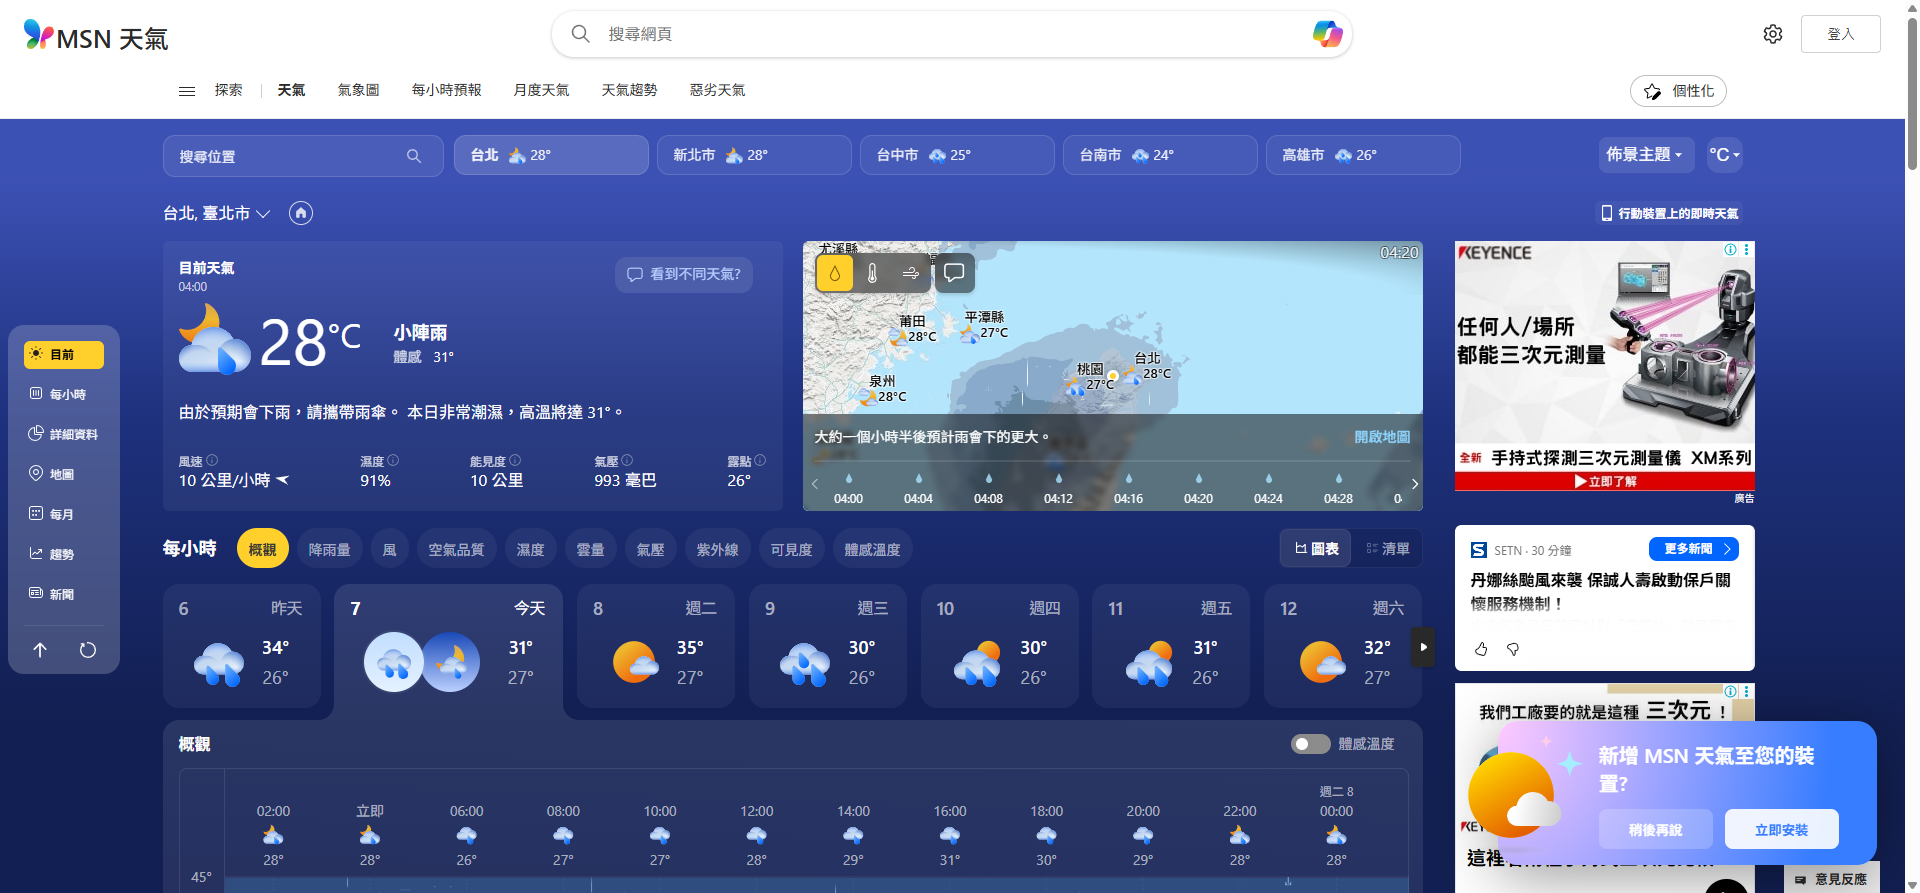 MSN 天氣
搜尋網頁
登入
探索
天氣
氣象圖
每小時預報
月度天氣
天氣趨勢
惡劣天氣
個性化
搜尋位置
台北 28°
新北市 28°
台中市 25°
台南市 24°
高雄市 26°
佈景主題
°C
台北, 臺北市
行動裝置上的即時天氣
目前
每小時
詳細資料
地圖
每月
趨勢
新聞
目前天氣
04:00
看到不同天氣?
28°C
小陣雨
體感 31°
由於預期會下雨，請攜帶雨傘。 本日非常潮濕，高溫將達 31°。
風速
10 公里/小時
濕度
91%
能見度
10 公里
氣壓
993 毫巴
露點
26°
尤溪縣
04:20
莆田
28°C
平潭縣
27°C
泉州
28°C
桃園
27°C
台北
28°C
大約一個小時半後預計雨會下的更大。
開啟地圖
04:00 04:04 04:08 04:12 04:16 04:20 04:24 04:28
KEYENCE
任何人/場所
都能三次元測量
全新 手持式探測三次元測量儀 XM系列
立即了解
廣告
每小時
概觀
降雨量
風
空氣品質
濕度
雲量
氣壓
紫外線
可見度
體感溫度
圖表
清單
6 昨天
34°
26°
7 今天
31°
27°
8 週二
35°
27°
9 週三
30°
26°
10 週四
30°
26°
11 週五
31°
26°
12 週六
32°
27°
SETN · 30 分鐘
更多新聞
丹娜絲颱風來襲 保誠人壽啟動保戶關
懷服務機制！
概觀
體感溫度
週二 8
02:00 立即 06:00 08:00 10:00 12:00 14:00 16:00 18:00 20:00 22:00 00:00
28° 28° 26° 27° 27° 28° 29° 31° 30° 29° 28° 28°
45°
我們工廠要的就是這種 三次元！
新增 MSN 天氣至您的裝
置?
稍後再說
立即安裝
意見反應